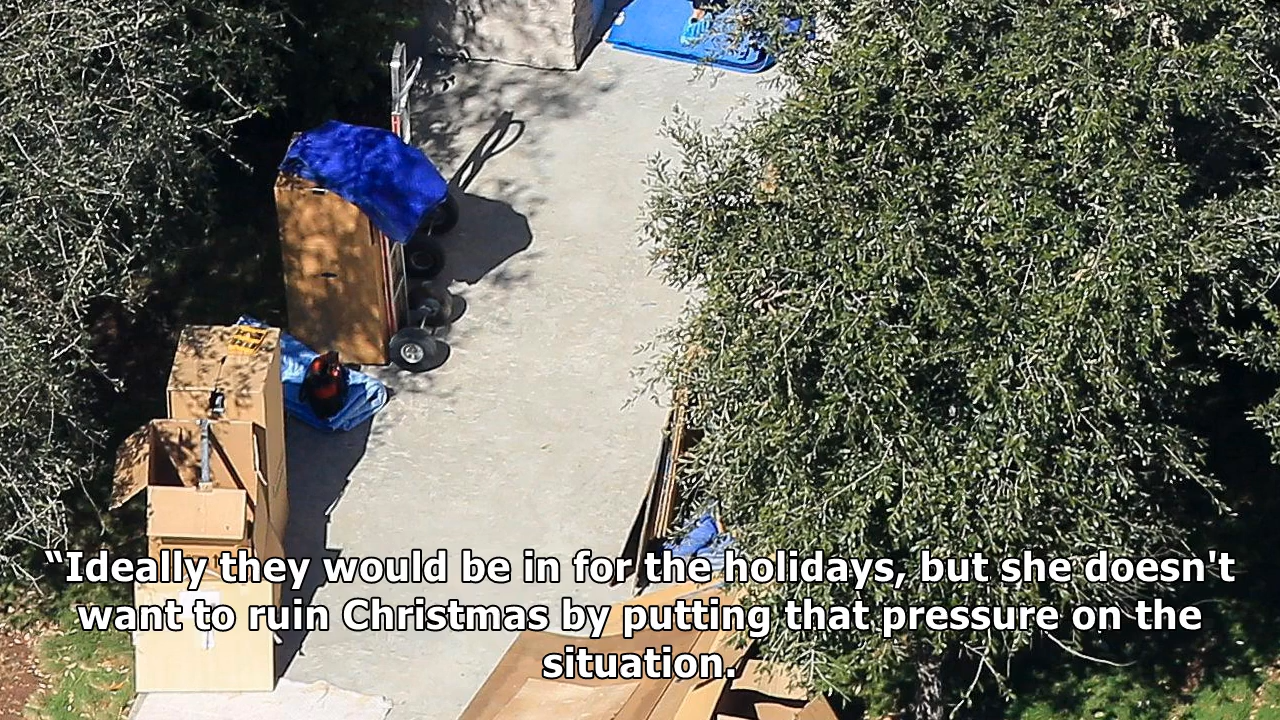 “Ideally they would be in for the holidays, but she doesn't
want to ruin Christmas by putting that pressure on the
situation.